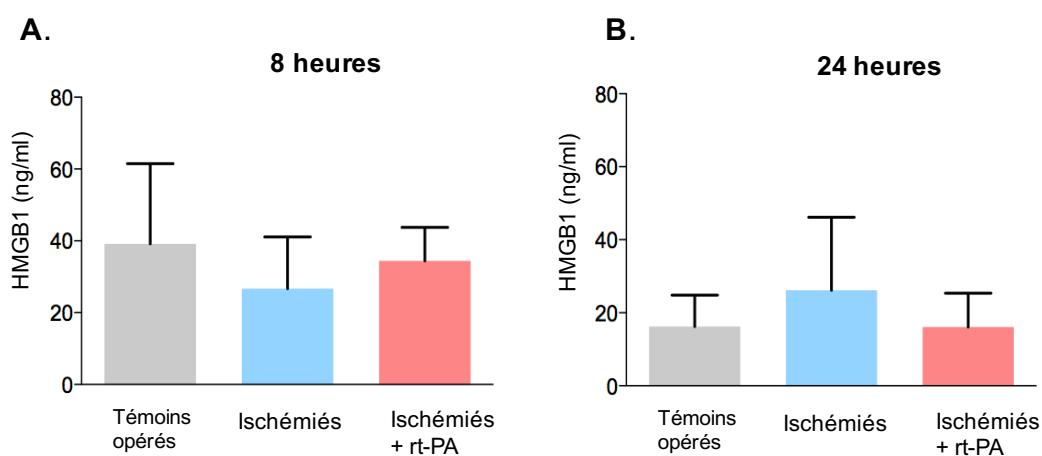 A.
8 heures
HMGB1 (ng/ml)
80
60
40
20
0
Témoins
opérés
Ischémiés
Ischémiés
+ rt-PA
B.
24 heures
HMGB1 (ng/ml)
80
60
40
20
0
Témoins
opérés
Ischémiés
Ischémiés
+ rt-PA